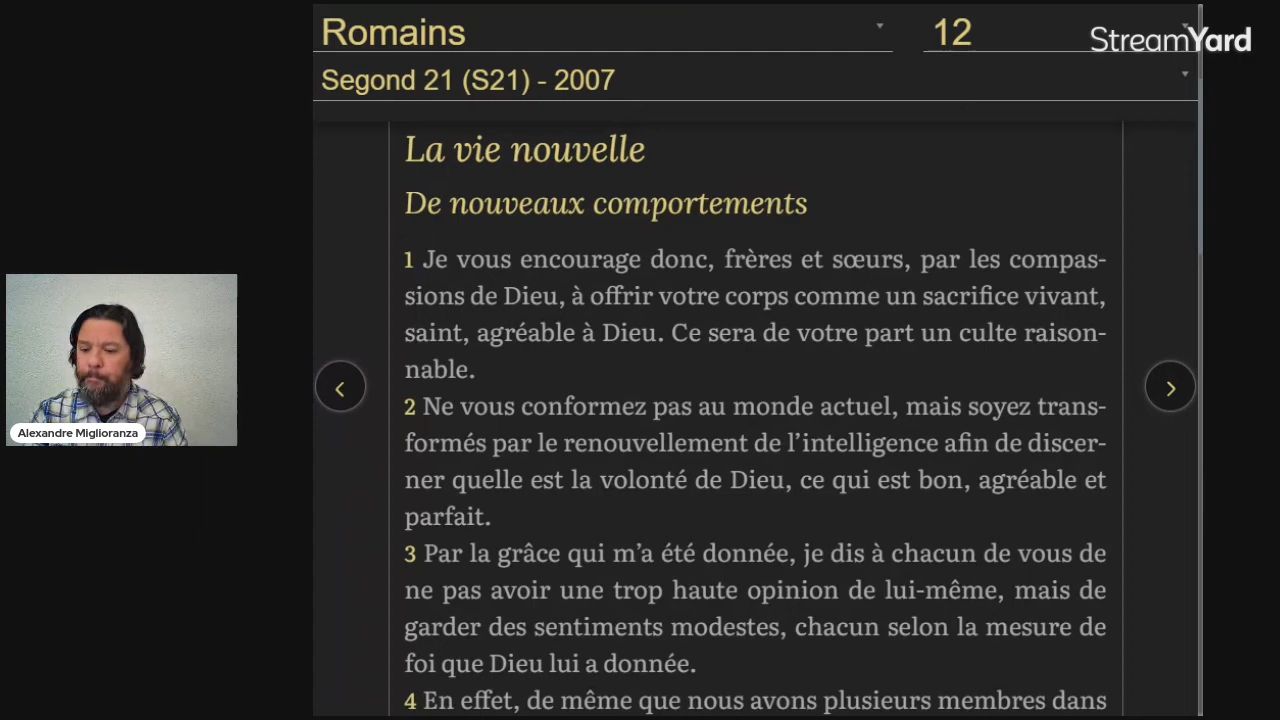 Romains
12
StreamYard
Segond 21 (S21) - 2007
La vie nouvelle
De nouveaux comportements
1 Je vous encourage donc, frères et sœurs, par les compas-
sions de Dieu, à offrir votre corps comme un sacrifice vivant,
saint, agréable à Dieu. Ce sera de votre part un culte raison-
nable.
2 Ne vous conformez pas au monde actuel, mais soyez trans-
formés par le renouvellement de l’intelligence afin de discer-
ner quelle est la volonté de Dieu, ce qui est bon, agréable et
parfait.
3 Par la grâce qui m’a été donnée, je dis à chacun de vous de
ne pas avoir une trop haute opinion de lui-même, mais de
garder des sentiments modestes, chacun selon la mesure de
foi que Dieu lui a donnée.
4 En effet, de même que nous avons plusieurs membres dans
Alexandre Miglioranza